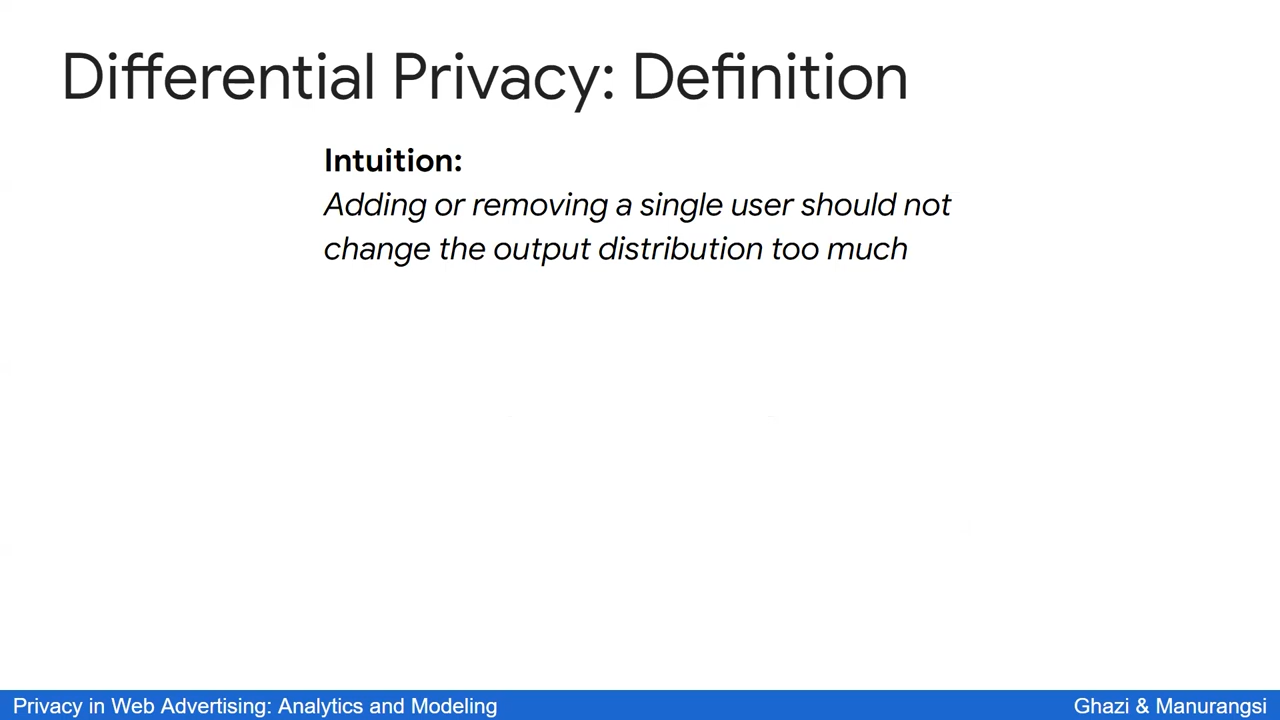 Differential Privacy: Definition
Intuition:
Adding or removing a single user should not
change the output distribution too much
Privacy in Web Advertising: Analytics and Modeling
Ghazi & Manurangsi